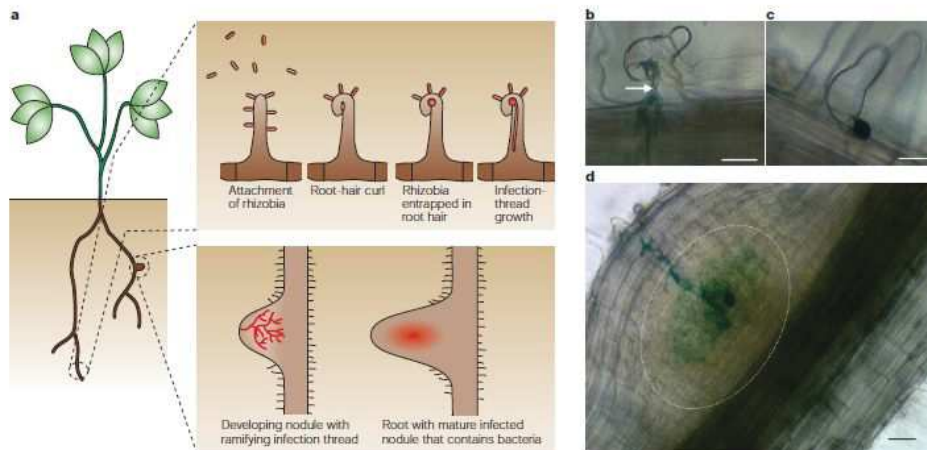 a
Attachment
of rhizobia
Root-hair curl
Rhizobia
entrapped in
root hair
Infection-
thread
growth
Developing nodule with
ramifying infection thread
Root with mature infected
nodule that contains bacteria
b
c
d